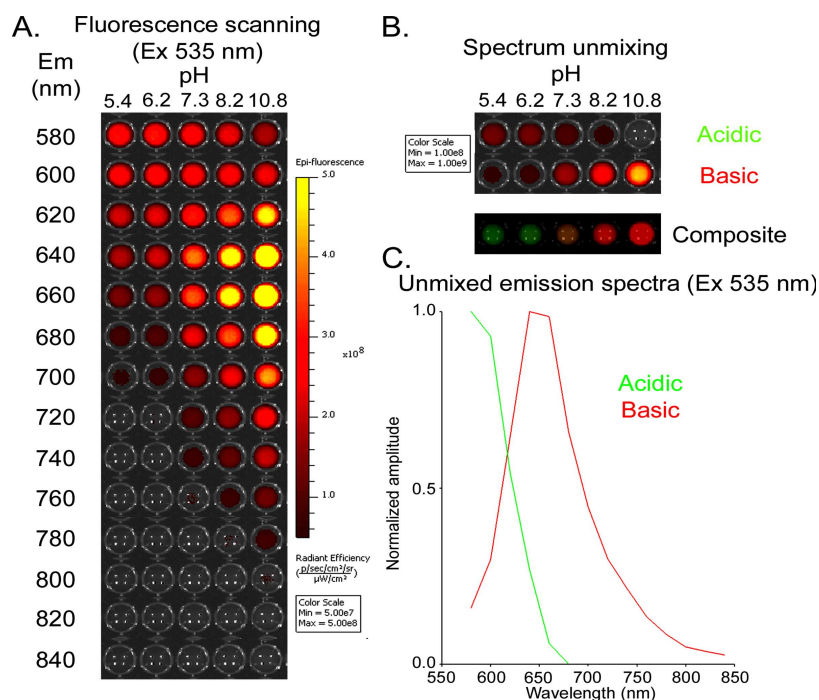 A.
Fluorescence scanning
(Ex 535 nm)
Em
(nm)
pH
5.4 6.2 7.3 8.2 10.8
580
600
620
640
660
680
700
720
740
760
780
800
820
840
Epi-fluorescence
5.0
4.0
3.0
x10⁸
2.0
1.0
Radiant Efficiency
(p/sec/cm²/sr
µW/cm²)
Color Scale
Min = 5.00e7
Max = 5.00e8
B.
Spectrum unmixing
pH
5.4 6.2 7.3 8.2 10.8
Color Scale
Min = 1.00e8
Max = 1.00e9
Acidic
Basic
Composite
C.
Unmixed emission spectra (Ex 535 nm)
1.0
0.5
0.0
Normalized amplitude
Acidic
Basic
550 600 650 700 750 800 850
Wavelength (nm)